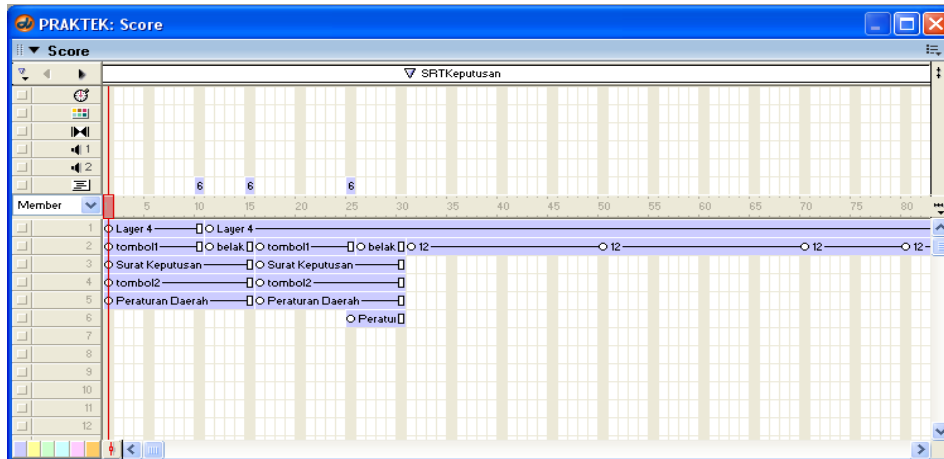 PRAKTEK: Score
Score
SRTKeputusan
1
2
6 6 6
Member 5 10 15 20 25 30 35 40 45 50 55 60 65 70 75 80
1 Layer 4 Layer 4
2 tombol1 belak tombol1 belak 12 12 12 12
3 Surat Keputusan Surat Keputusan
4 tombol2 tombol2
5 Peraturan Daerah Peraturan Daerah
6 Peratur
7
8
9
10
11
12